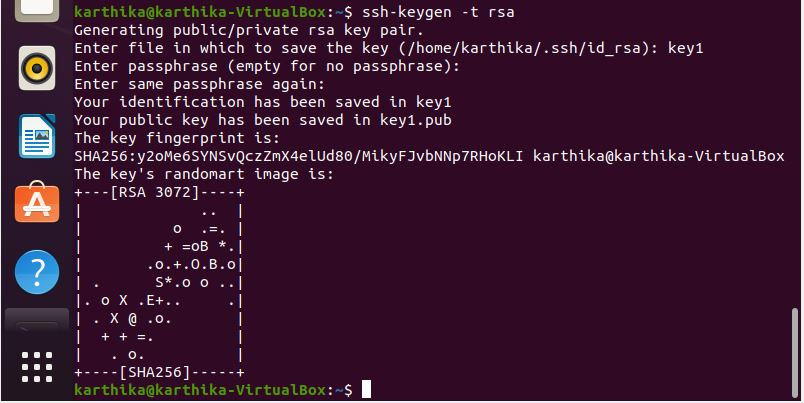 karthika@karthika-VirtualBox:~$ ssh-keygen -t rsa
Generating public/private rsa key pair.
Enter file in which to save the key (/home/karthika/.ssh/id_rsa): key1
Enter passphrase (empty for no passphrase):
Enter same passphrase again:
Your identification has been saved in key1
Your public key has been saved in key1.pub
The key fingerprint is:
SHA256:y2oMe6SYNSvQczZmX4elUd80/MikyFJvbNNp7RHoKLI karthika@karthika-VirtualBox
The key's randomart image is:
+---[RSA 3072]----+
|             ..  |
|          o  .=. |
|         + =oB *.|
|       .o.+.O.B.o|
| .      S*.o o ..|
|. o X .E+..     .|
| . X @ .o.       |
|  + + =.         |
|   . o.          |
+----[SHA256]-----+
karthika@karthika-VirtualBox:~$